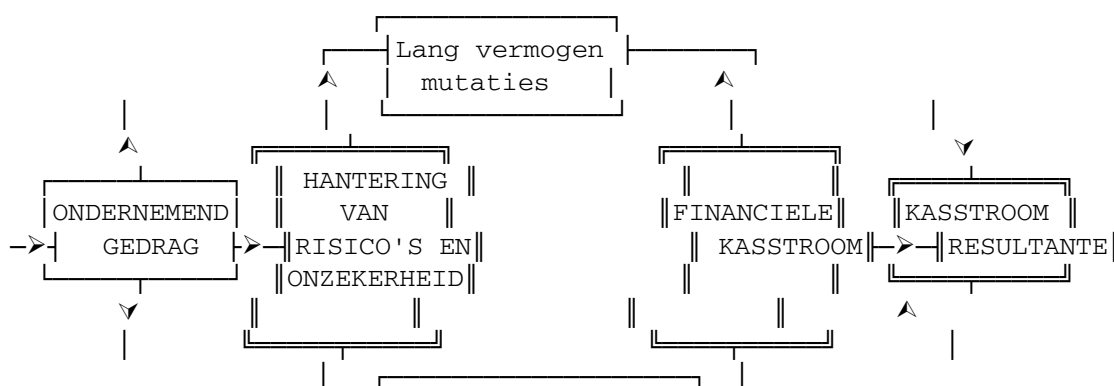 Lang vermogen
mutaties
HANTERING
ONDERNEMEND VAN FINANCIELE KASSTROOM
GEDRAG RISICO'S EN KASSTROOM RESULTANTE
ONZEKERHEID